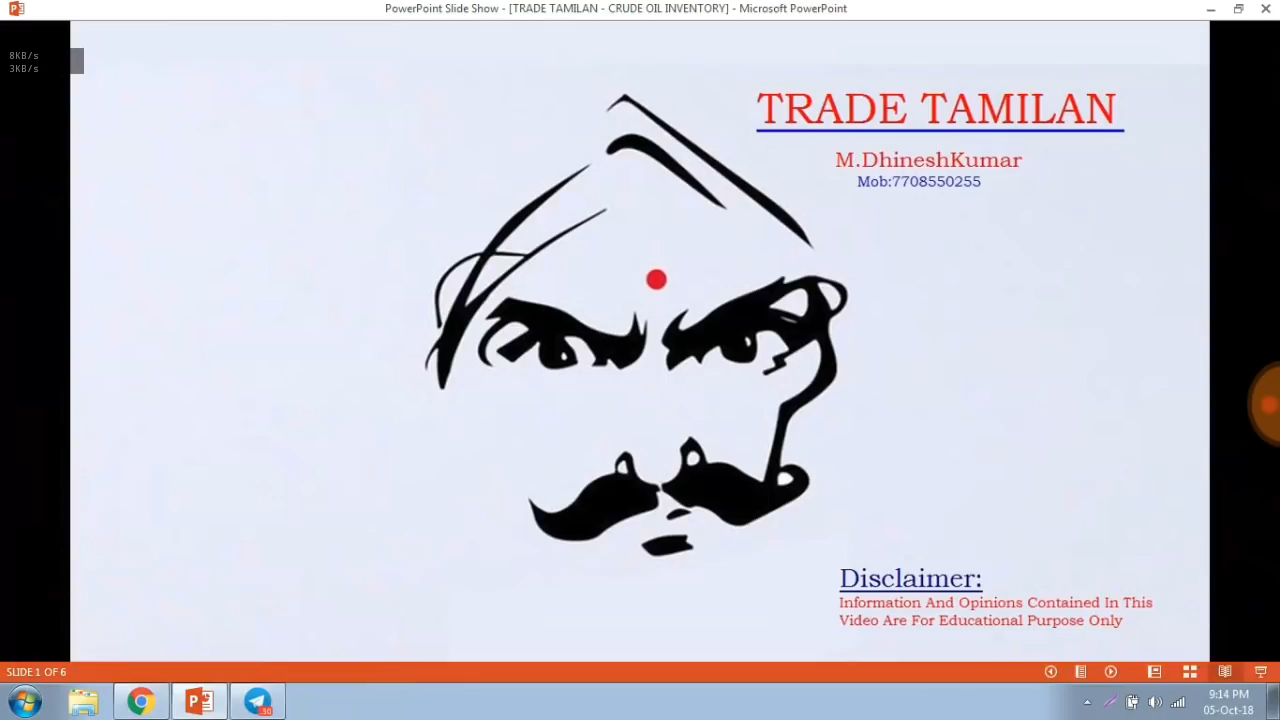 PowerPoint Slide Show - [TRADE TAMILAN - CRUDE OIL INVENTORY] - Microsoft PowerPoint
8KB/s
3KB/s
TRADE TAMILAN
M.DhineshKumar
Mob:7708550255
Disclaimer:
Information And Opinions Contained In This
Video Are For Educational Purpose Only
SLIDE 1 OF 6
30
9:14 PM
05-Oct-18